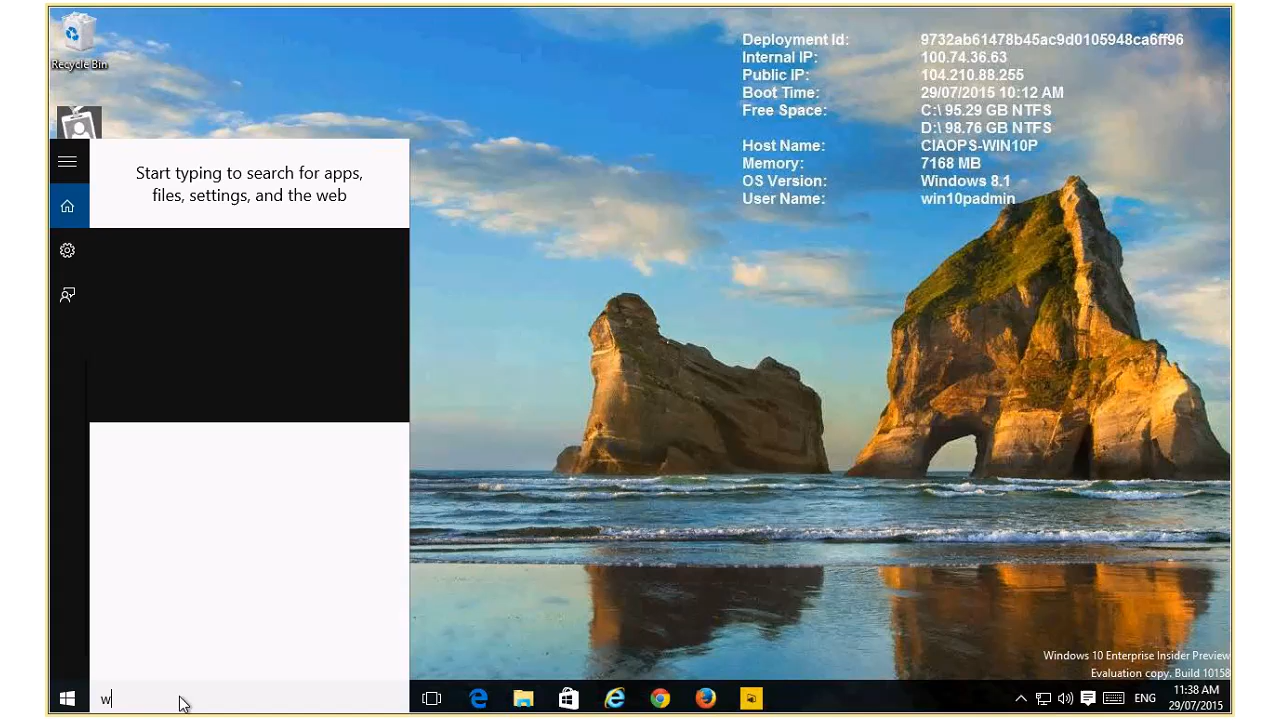 Recycle Bin
Start typing to search for apps,
files, settings, and the web
Deployment Id: 9732ab61478b45ac9d0105948ca6ff96
Internal IP: 100.74.36.63
Public IP: 104.210.88.255
Boot Time: 29/07/2015 10:12 AM
Free Space: C:\ 95.29 GB NTFS
D:\ 98.76 GB NTFS
Host Name: CIAOPS-WIN10P
Memory: 7168 MB
OS Version: Windows 8.1
User Name: win10padmin
Windows 10 Enterprise Insider Preview
Evaluation copy. Build 10158
w
ENG
11:38 AM
29/07/2015